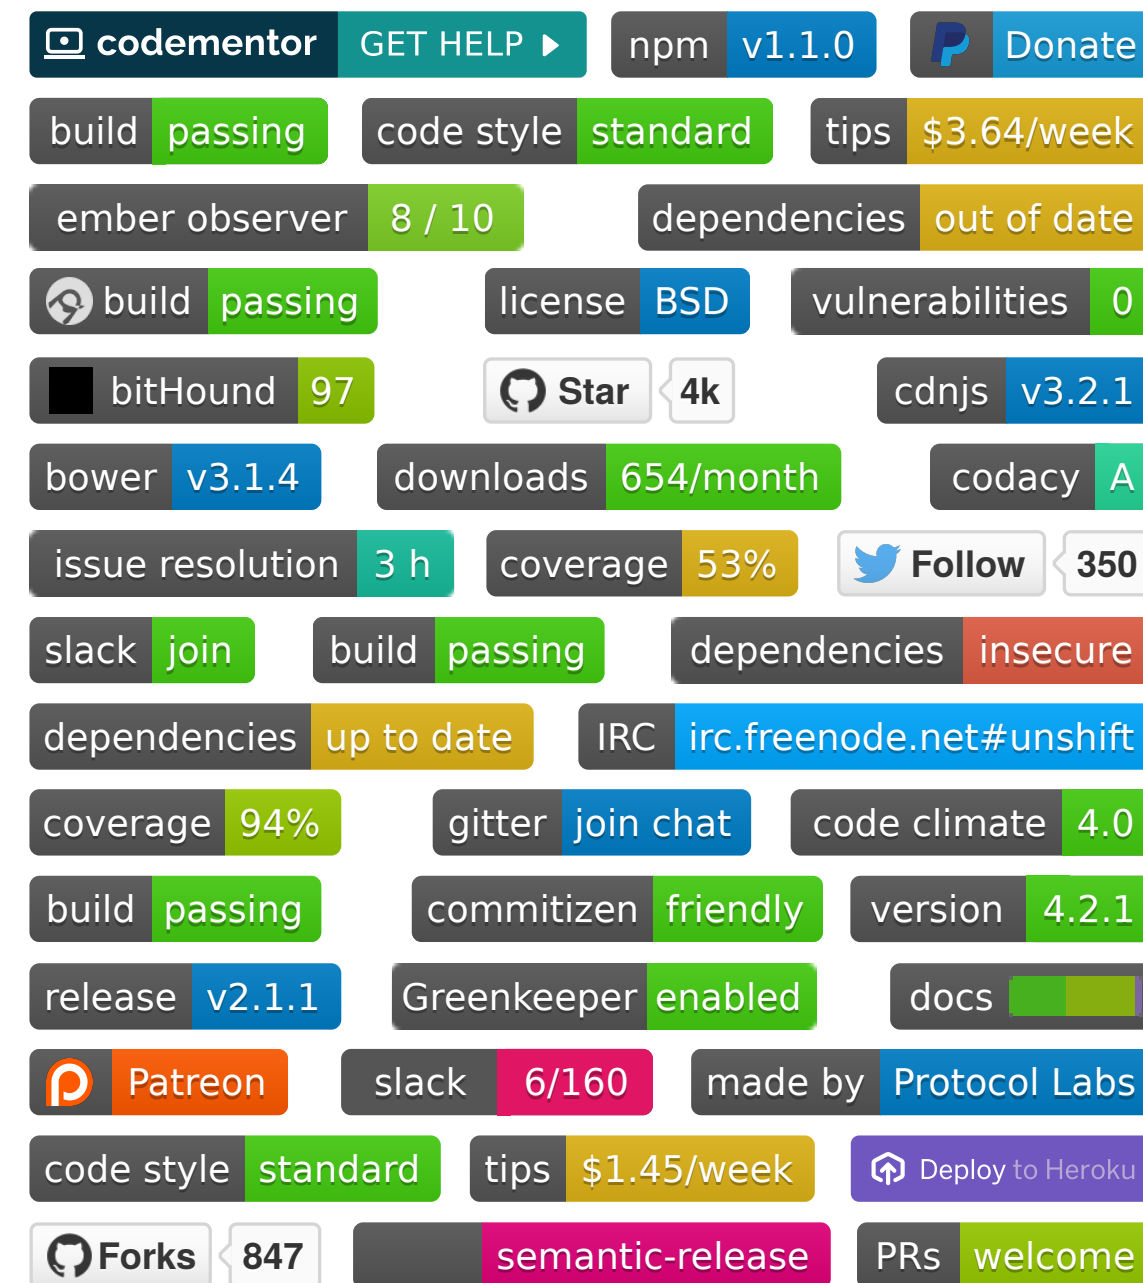 codementor GET HELP npm v1.1.0 Donate
build passing code style standard tips $3.64/week
ember observer 8 / 10 dependencies out of date
build passing license BSD vulnerabilities 0
bitHound 97 Star 4k cdnjs v3.2.1
bower v3.1.4 downloads 654/month codacy A
issue resolution 3 h coverage 53% Follow 350
slack join build passing dependencies insecure
dependencies up to date IRC irc.freenode.net#unshift
coverage 94% gitter join chat code climate 4.0
build passing commitizen friendly version 4.2.1
release v2.1.1 Greenkeeper enabled docs
Patreon slack 6/160 made by Protocol Labs
code style standard tips $1.45/week Deploy to Heroku
Forks 847 semantic-release PRs welcome